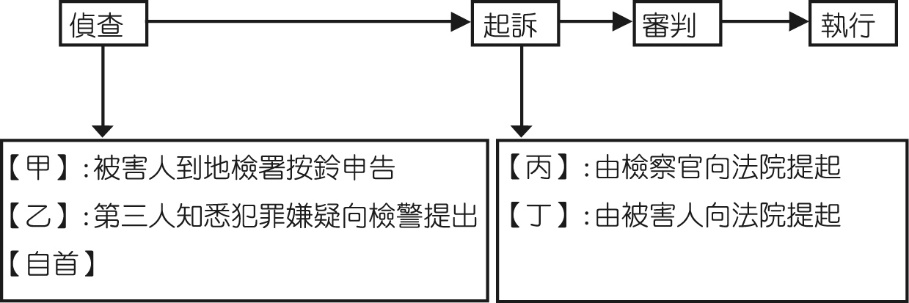 偵查
起訴
審判
執行
【甲】:被害人到地檢署按鈴申告
【乙】:第三人知悉犯罪嫌疑向檢警提出
【自首】
【丙】:由檢察官向法院提起
【丁】:由被害人向法院提起